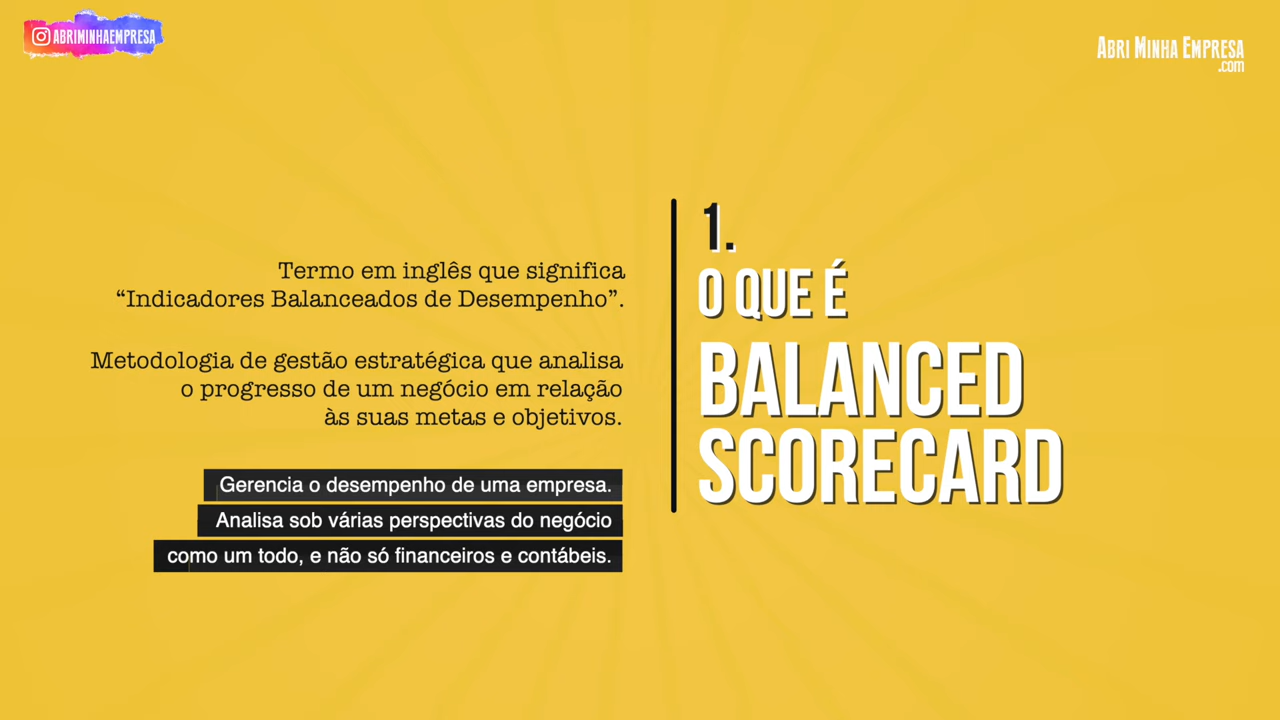 ABRIMINHAEMPRESA
ABRI MINHA EMPRESA
.com
Termo em inglês que significa
“Indicadores Balanceados de Desempenho”.
Metodologia de gestão estratégica que analisa
o progresso de um negócio em relação
às suas metas e objetivos.
Gerencia o desempenho de uma empresa.
Analisa sob várias perspectivas do negócio
como um todo, e não só financeiros e contábeis.
1.
O QUE É
BALANCED
SCORECARD